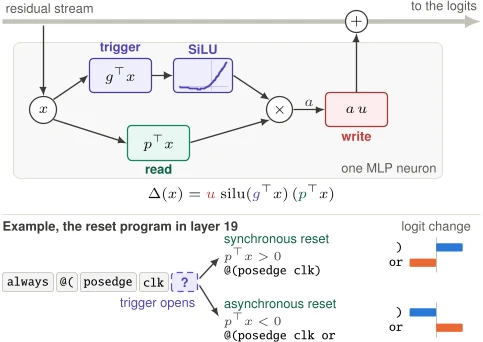 residual stream
to the logits
+
trigger
SiLU
g⊤x
x
×
a
a u
p⊤x
write
read
one MLP neuron
Δ(x) = u silu(g⊤x) (p⊤x)
Example, the reset program in layer 19
logit change
synchronous reset
p⊤x > 0
@(posedge clk)
)
or
always @( posedge clk ?
trigger opens
asynchronous reset
p⊤x < 0
@(posedge clk or
)
or